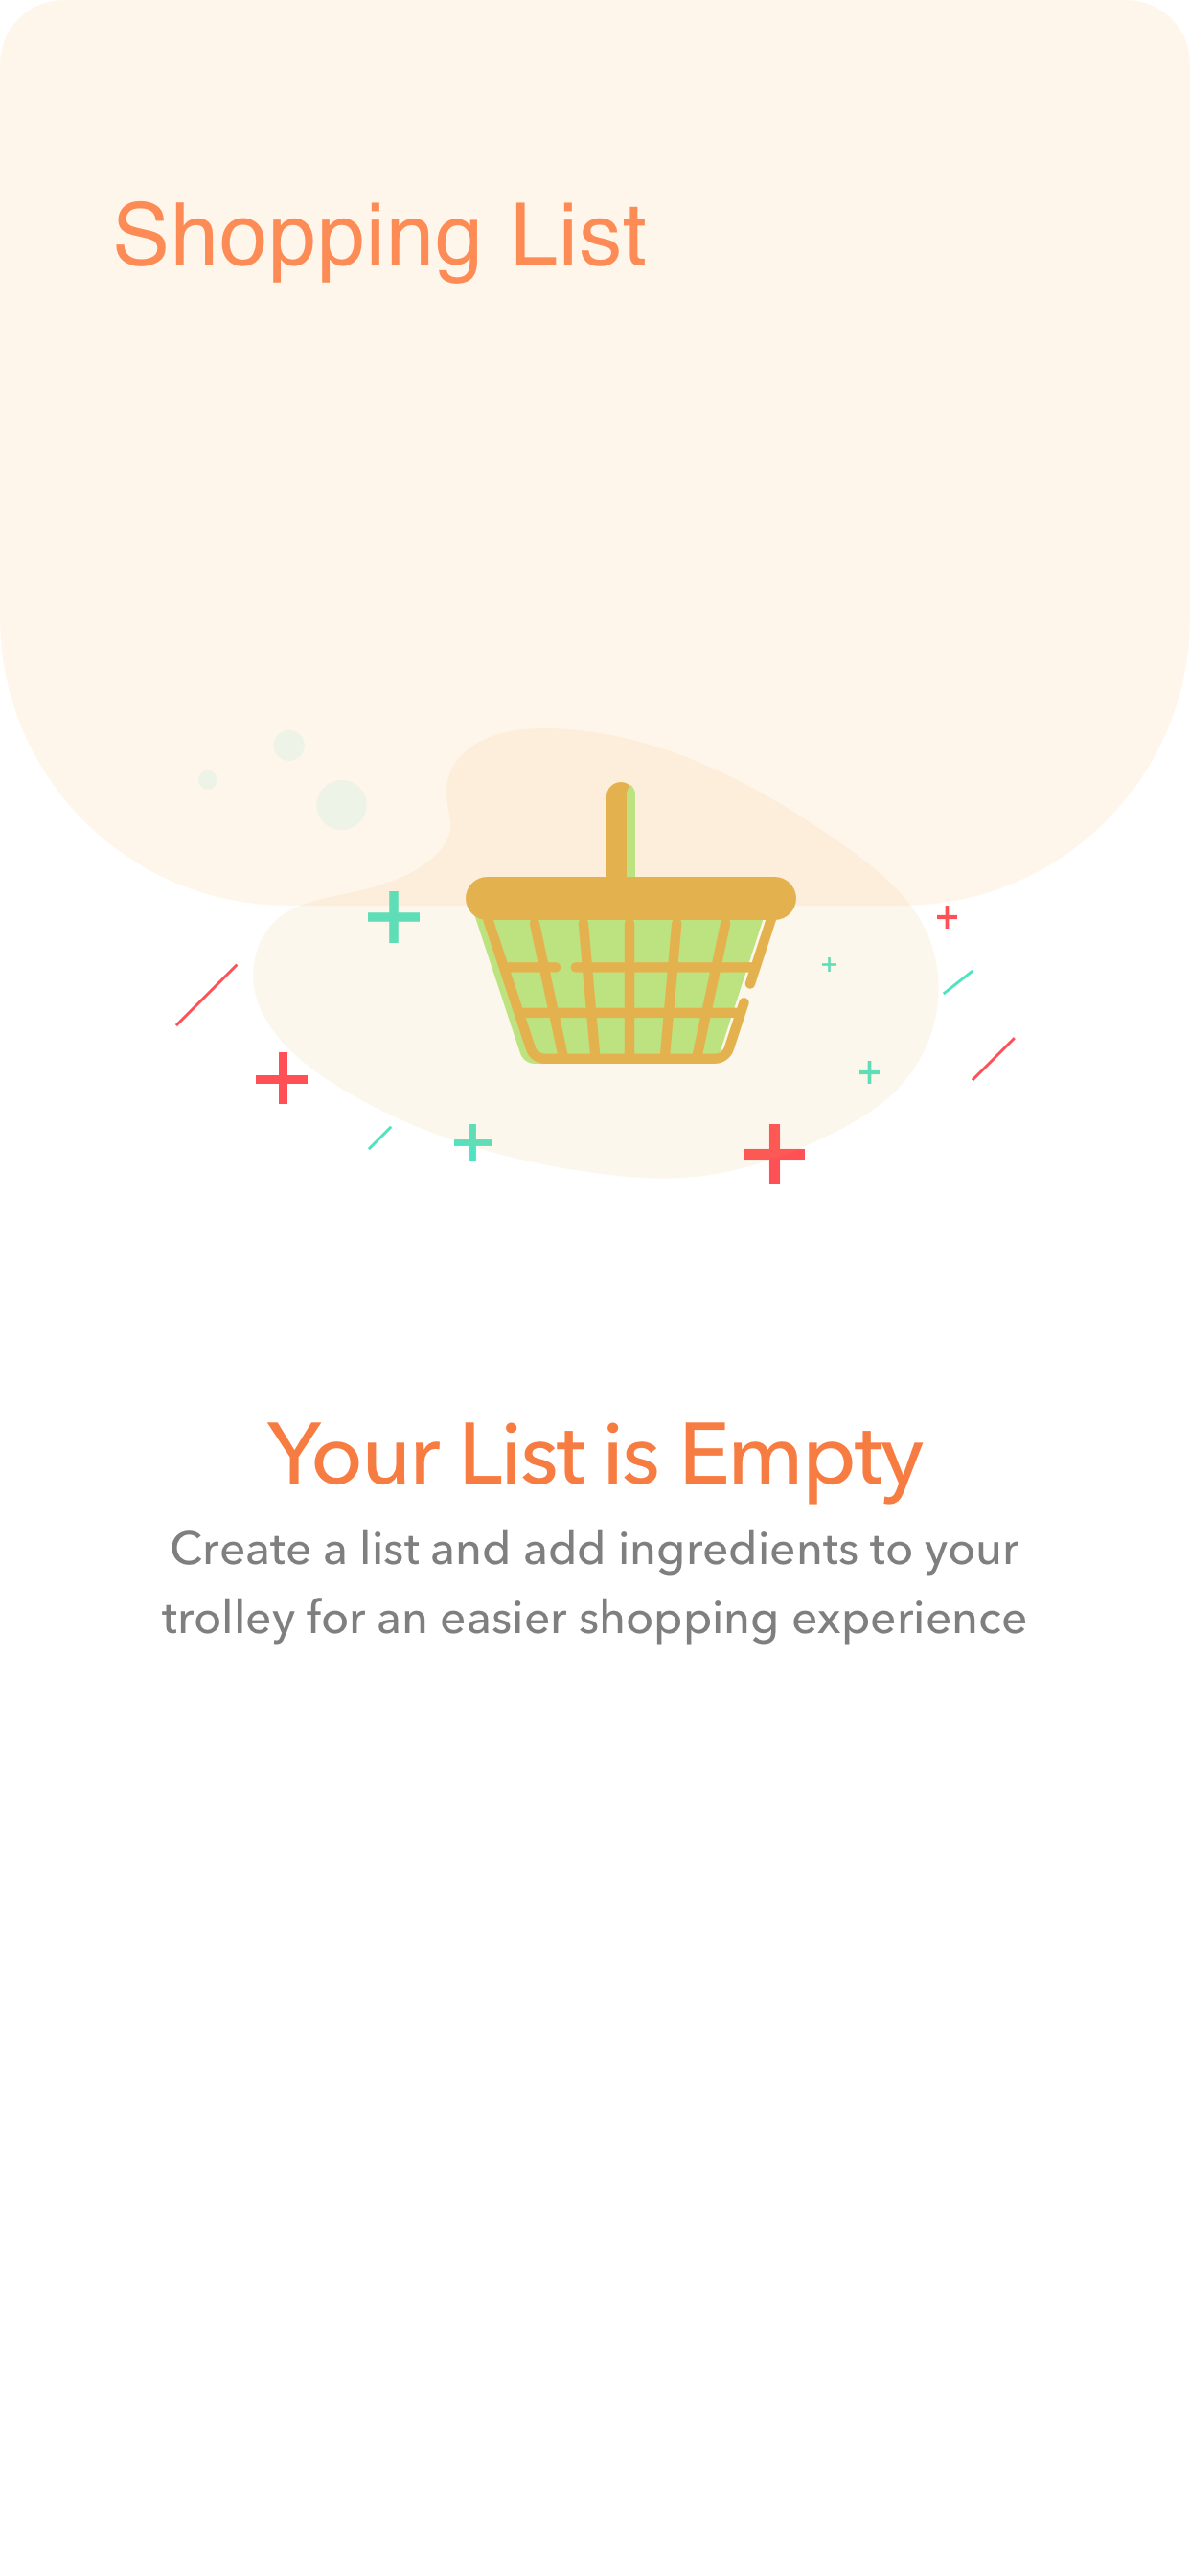 Shopping List
Your List is Empty
Create a list and add ingredients to your
trolley for an easier shopping experience